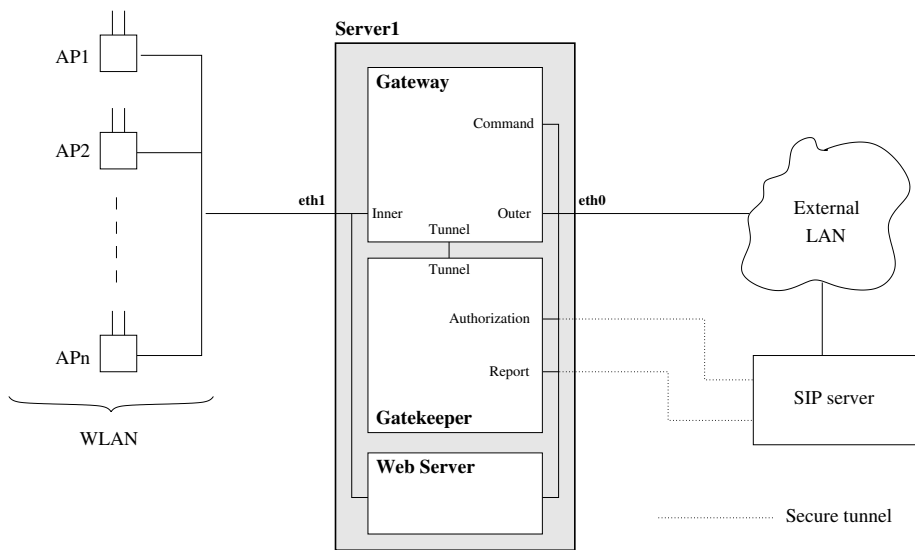 Server1
AP1
Gateway
Command
AP2
eth1
Inner
Outer
eth0
Tunnel
External
LAN
Tunnel
Authorization
APn
Report
SIP server
Gatekeeper
WLAN
Web Server
Secure tunnel